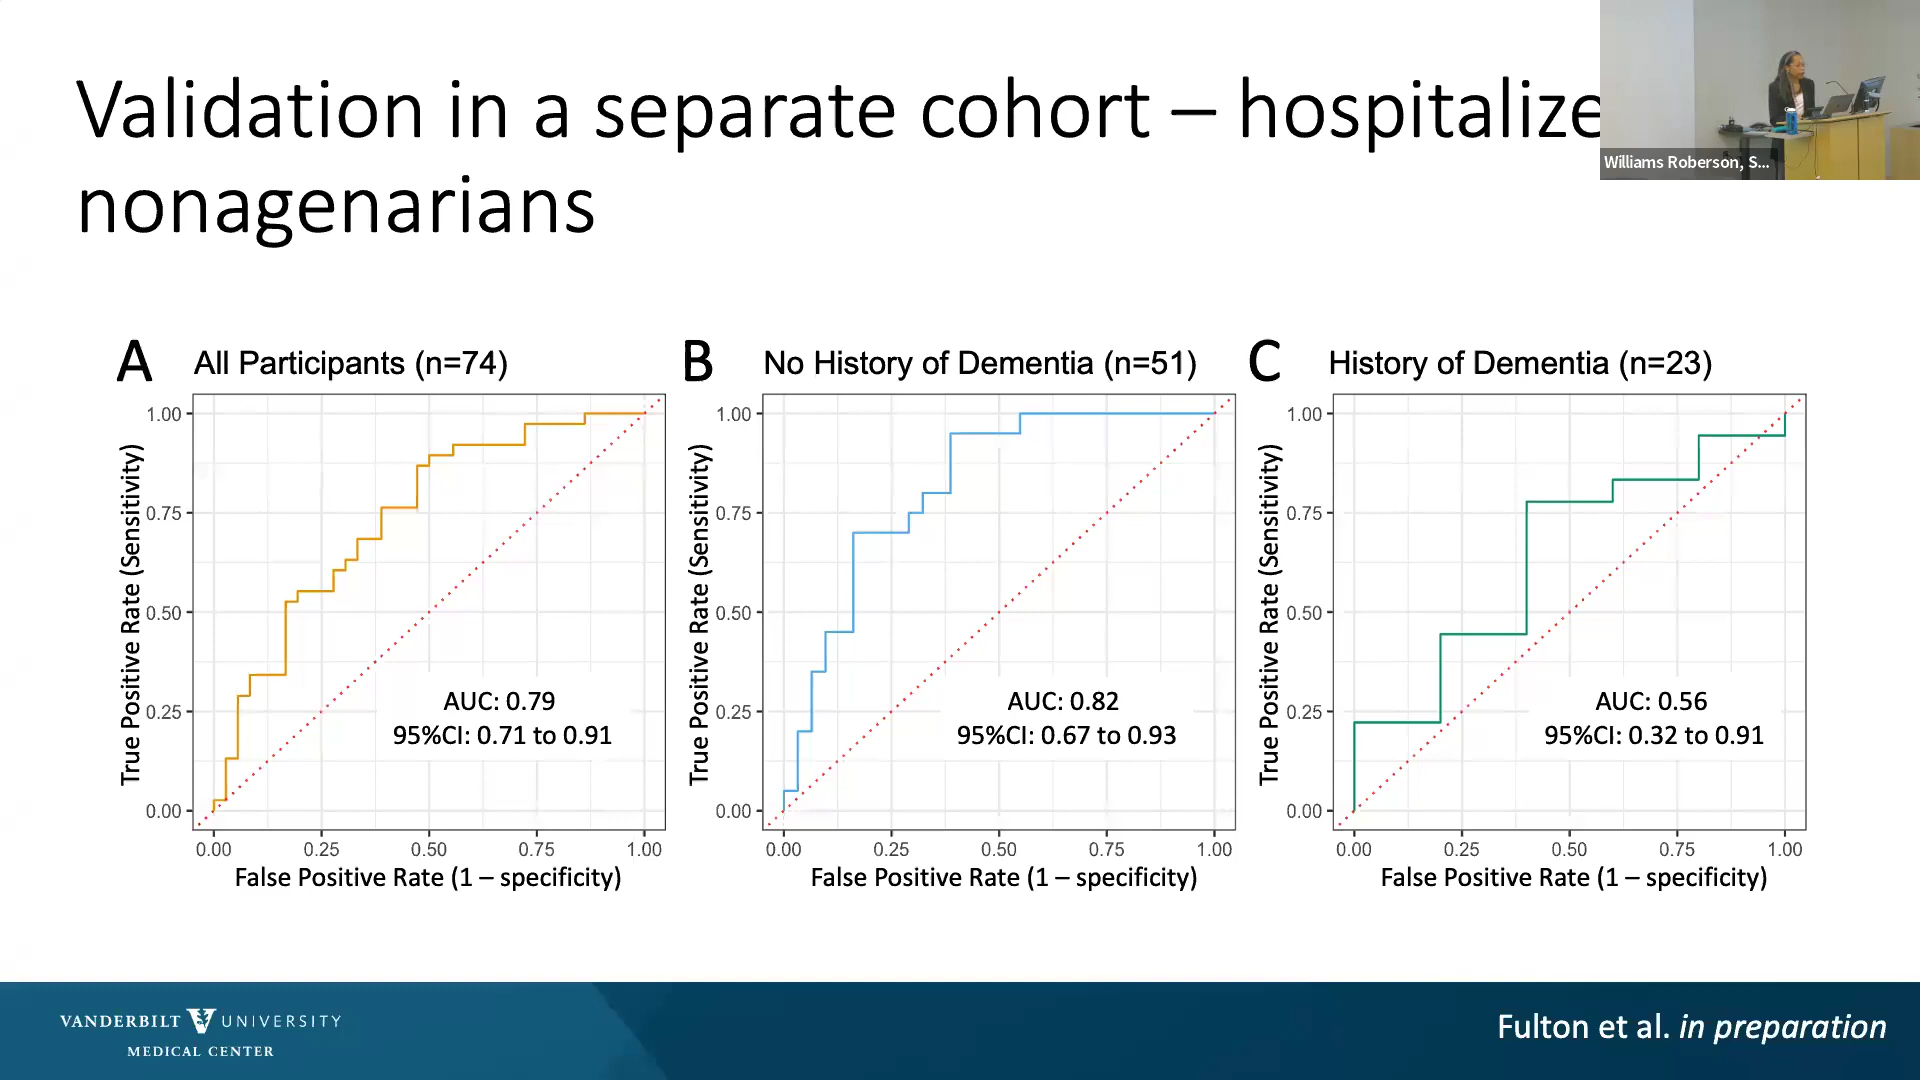 Validation in a separate cohort – hospitalize
nonagenarians
Williams Roberson, S...
A All Participants (n=74)
1.00
0.75
0.50
0.25
0.00
True Positive Rate (Sensitivity)
AUC: 0.79
95%CI: 0.71 to 0.91
0.00 0.25 0.50 0.75 1.00
False Positive Rate (1 – specificity)
B No History of Dementia (n=51)
1.00
0.75
0.50
0.25
0.00
True Positive Rate (Sensitivity)
AUC: 0.82
95%CI: 0.67 to 0.93
0.00 0.25 0.50 0.75 1.00
False Positive Rate (1 – specificity)
C History of Dementia (n=23)
1.00
0.75
0.50
0.25
0.00
True Positive Rate (Sensitivity)
AUC: 0.56
95%CI: 0.32 to 0.91
0.00 0.25 0.50 0.75 1.00
False Positive Rate (1 – specificity)
VANDERBILT V UNIVERSITY
MEDICAL CENTER
Fulton et al. in preparation